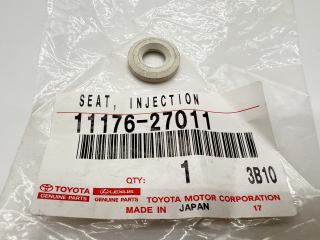 SEAT, INJECTION
11176-27011
QTY: 1 3B10
TOYOTA LEXUS
GENUINE PARTS GENUINE PARTS TOYOTA MOTOR CORPORATION
MADE IN JAPAN 17